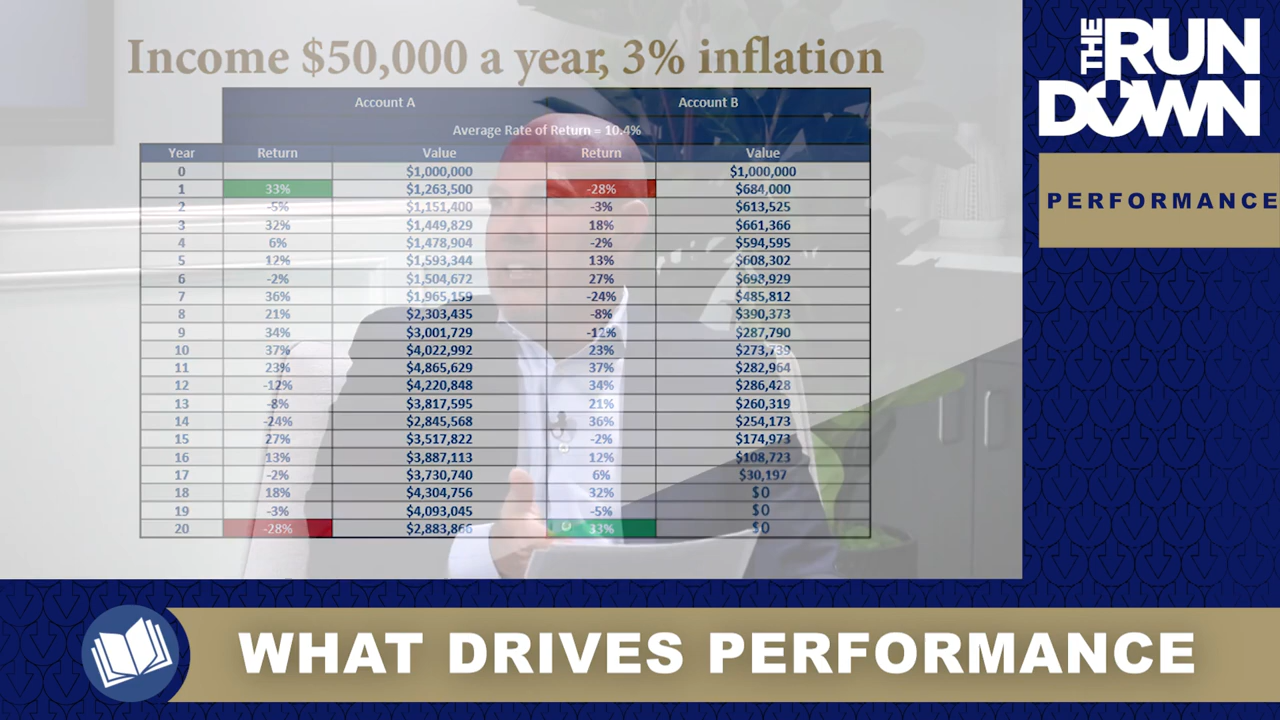 Income $50,000 a year, 3% inflation
Account A Account B
Average Rate of Return = 10.4%
Year Return Value Return Value
0 $1,000,000 $1,000,000
1 33% $1,263,500 -28% $684,000
2 -5% $1,151,400 -3% $613,525
3 32% $1,449,829 18% $661,366
4 6% $1,478,904 -2% $594,595
5 12% $1,593,344 13% $608,302
6 -2% $1,504,672 27% $698,929
7 36% $1,965,159 -24% $485,812
8 21% $2,303,435 -8% $390,373
9 34% $3,001,729 -12% $287,790
10 37% $4,022,992 23% $273,739
11 23% $4,865,629 37% $282,964
12 -12% $4,220,848 34% $286,428
13 -8% $3,817,595 21% $260,319
14 -24% $2,845,568 36% $254,173
15 27% $3,517,822 -2% $174,973
16 13% $3,887,113 12% $108,723
17 -2% $3,730,740 6% $30,197
18 18% $4,304,756 32% $0
19 -3% $4,093,045 -5% $0
20 -28% $2,883,866 33% $0
THE RUN
DOWN
PERFORMANCE
WHAT DRIVES PERFORMANCE